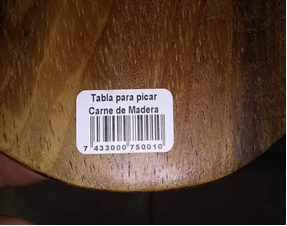 Tabla para picar
Carne de Madera
7 433000 750010